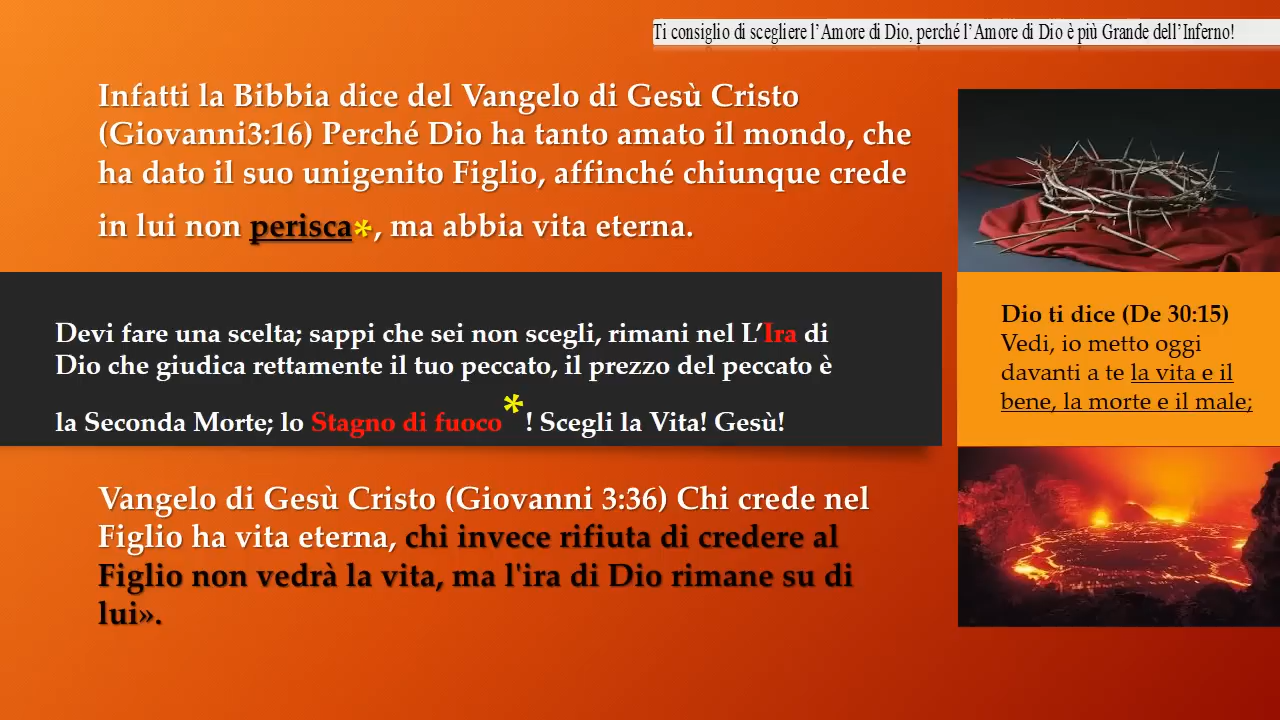 Ti consiglio di scegliere l’Amore di Dio, perché l’Amore di Dio è più Grande dell’Inferno!
Infatti la Bibbia dice del Vangelo di Gesù Cristo
(Giovanni3:16) Perché Dio ha tanto amato il mondo, che
ha dato il suo unigenito Figlio, affinché chiunque crede
in lui non perisca*, ma abbia vita eterna.
Devi fare una scelta; sappi che sei non scegli, rimani nel L’Ira di
Dio che giudica rettamente il tuo peccato, il prezzo del peccato è
la Seconda Morte; lo Stagno di fuoco*! Scegli la Vita! Gesù!
Dio ti dice (De 30:15)
Vedi, io metto oggi
davanti a te la vita e il
bene, la morte e il male;
Vangelo di Gesù Cristo (Giovanni 3:36) Chi crede nel
Figlio ha vita eterna, chi invece rifiuta di credere al
Figlio non vedrà la vita, ma l'ira di Dio rimane su di
lui».